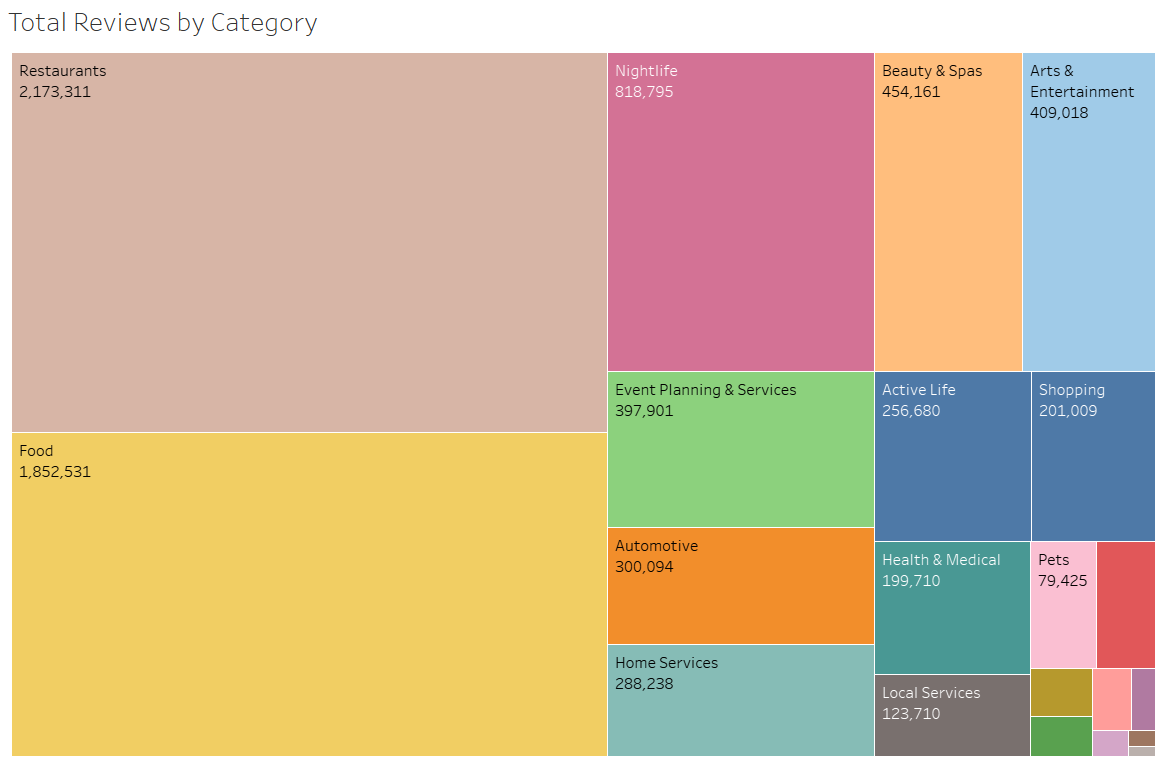 Total Reviews by Category
Restaurants
2,173,311
Nightlife
818,795
Beauty & Spas
454,161
Arts &
Entertainment
409,018
Event Planning & Services
397,901
Active Life
256,680
Shopping
201,009
Food
1,852,531
Automotive
300,094
Health & Medical
199,710
Pets
79,425
Home Services
288,238
Local Services
123,710